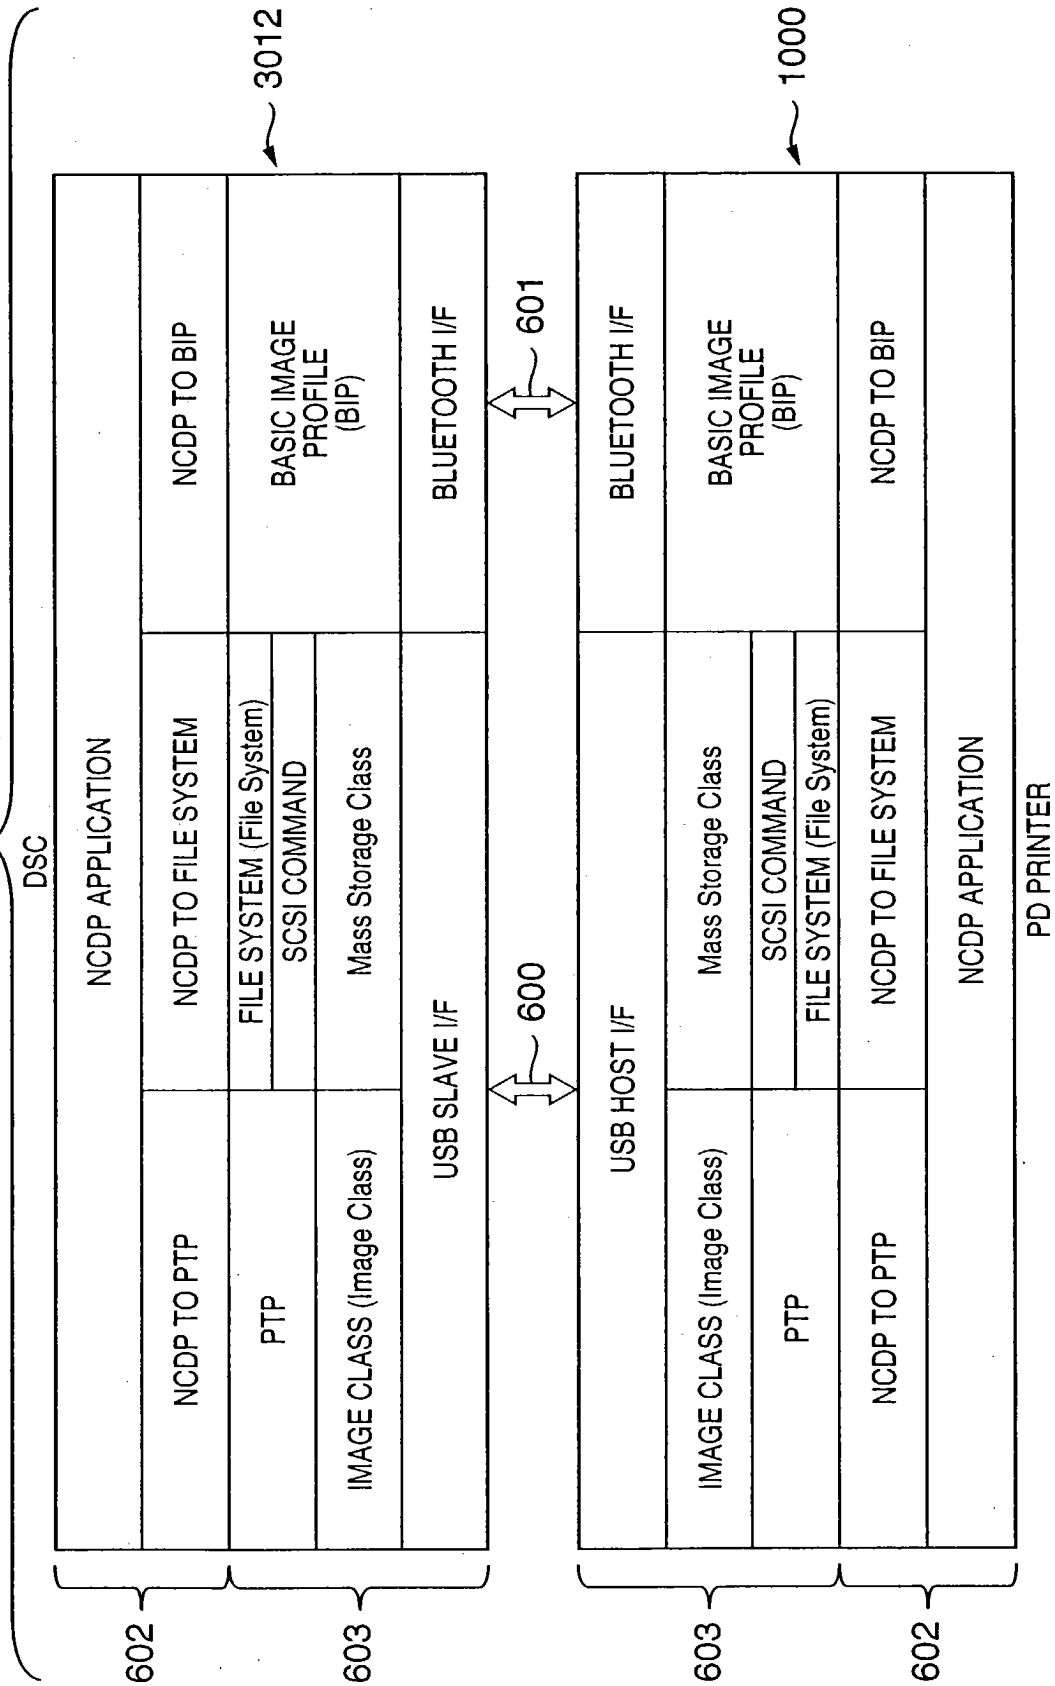 DSC
NCDP APPLICATION
602
NCDP TO PTP
NCDP TO FILE SYSTEM
NCDP TO BIP
603
PTP
FILE SYSTEM (File System)
SCSI COMMAND
BASIC IMAGE
PROFILE
(BIP)
3012
IMAGE CLASS (Image Class)
Mass Storage Class
USB SLAVE I/F
BLUETOOTH I/F
600
601
USB HOST I/F
BLUETOOTH I/F
603
IMAGE CLASS (Image Class)
Mass Storage Class
BASIC IMAGE
PROFILE
(BIP)
1000
PTP
SCSI COMMAND
FILE SYSTEM (File System)
602
NCDP TO PTP
NCDP TO FILE SYSTEM
NCDP TO BIP
NCDP APPLICATION
PD PRINTER